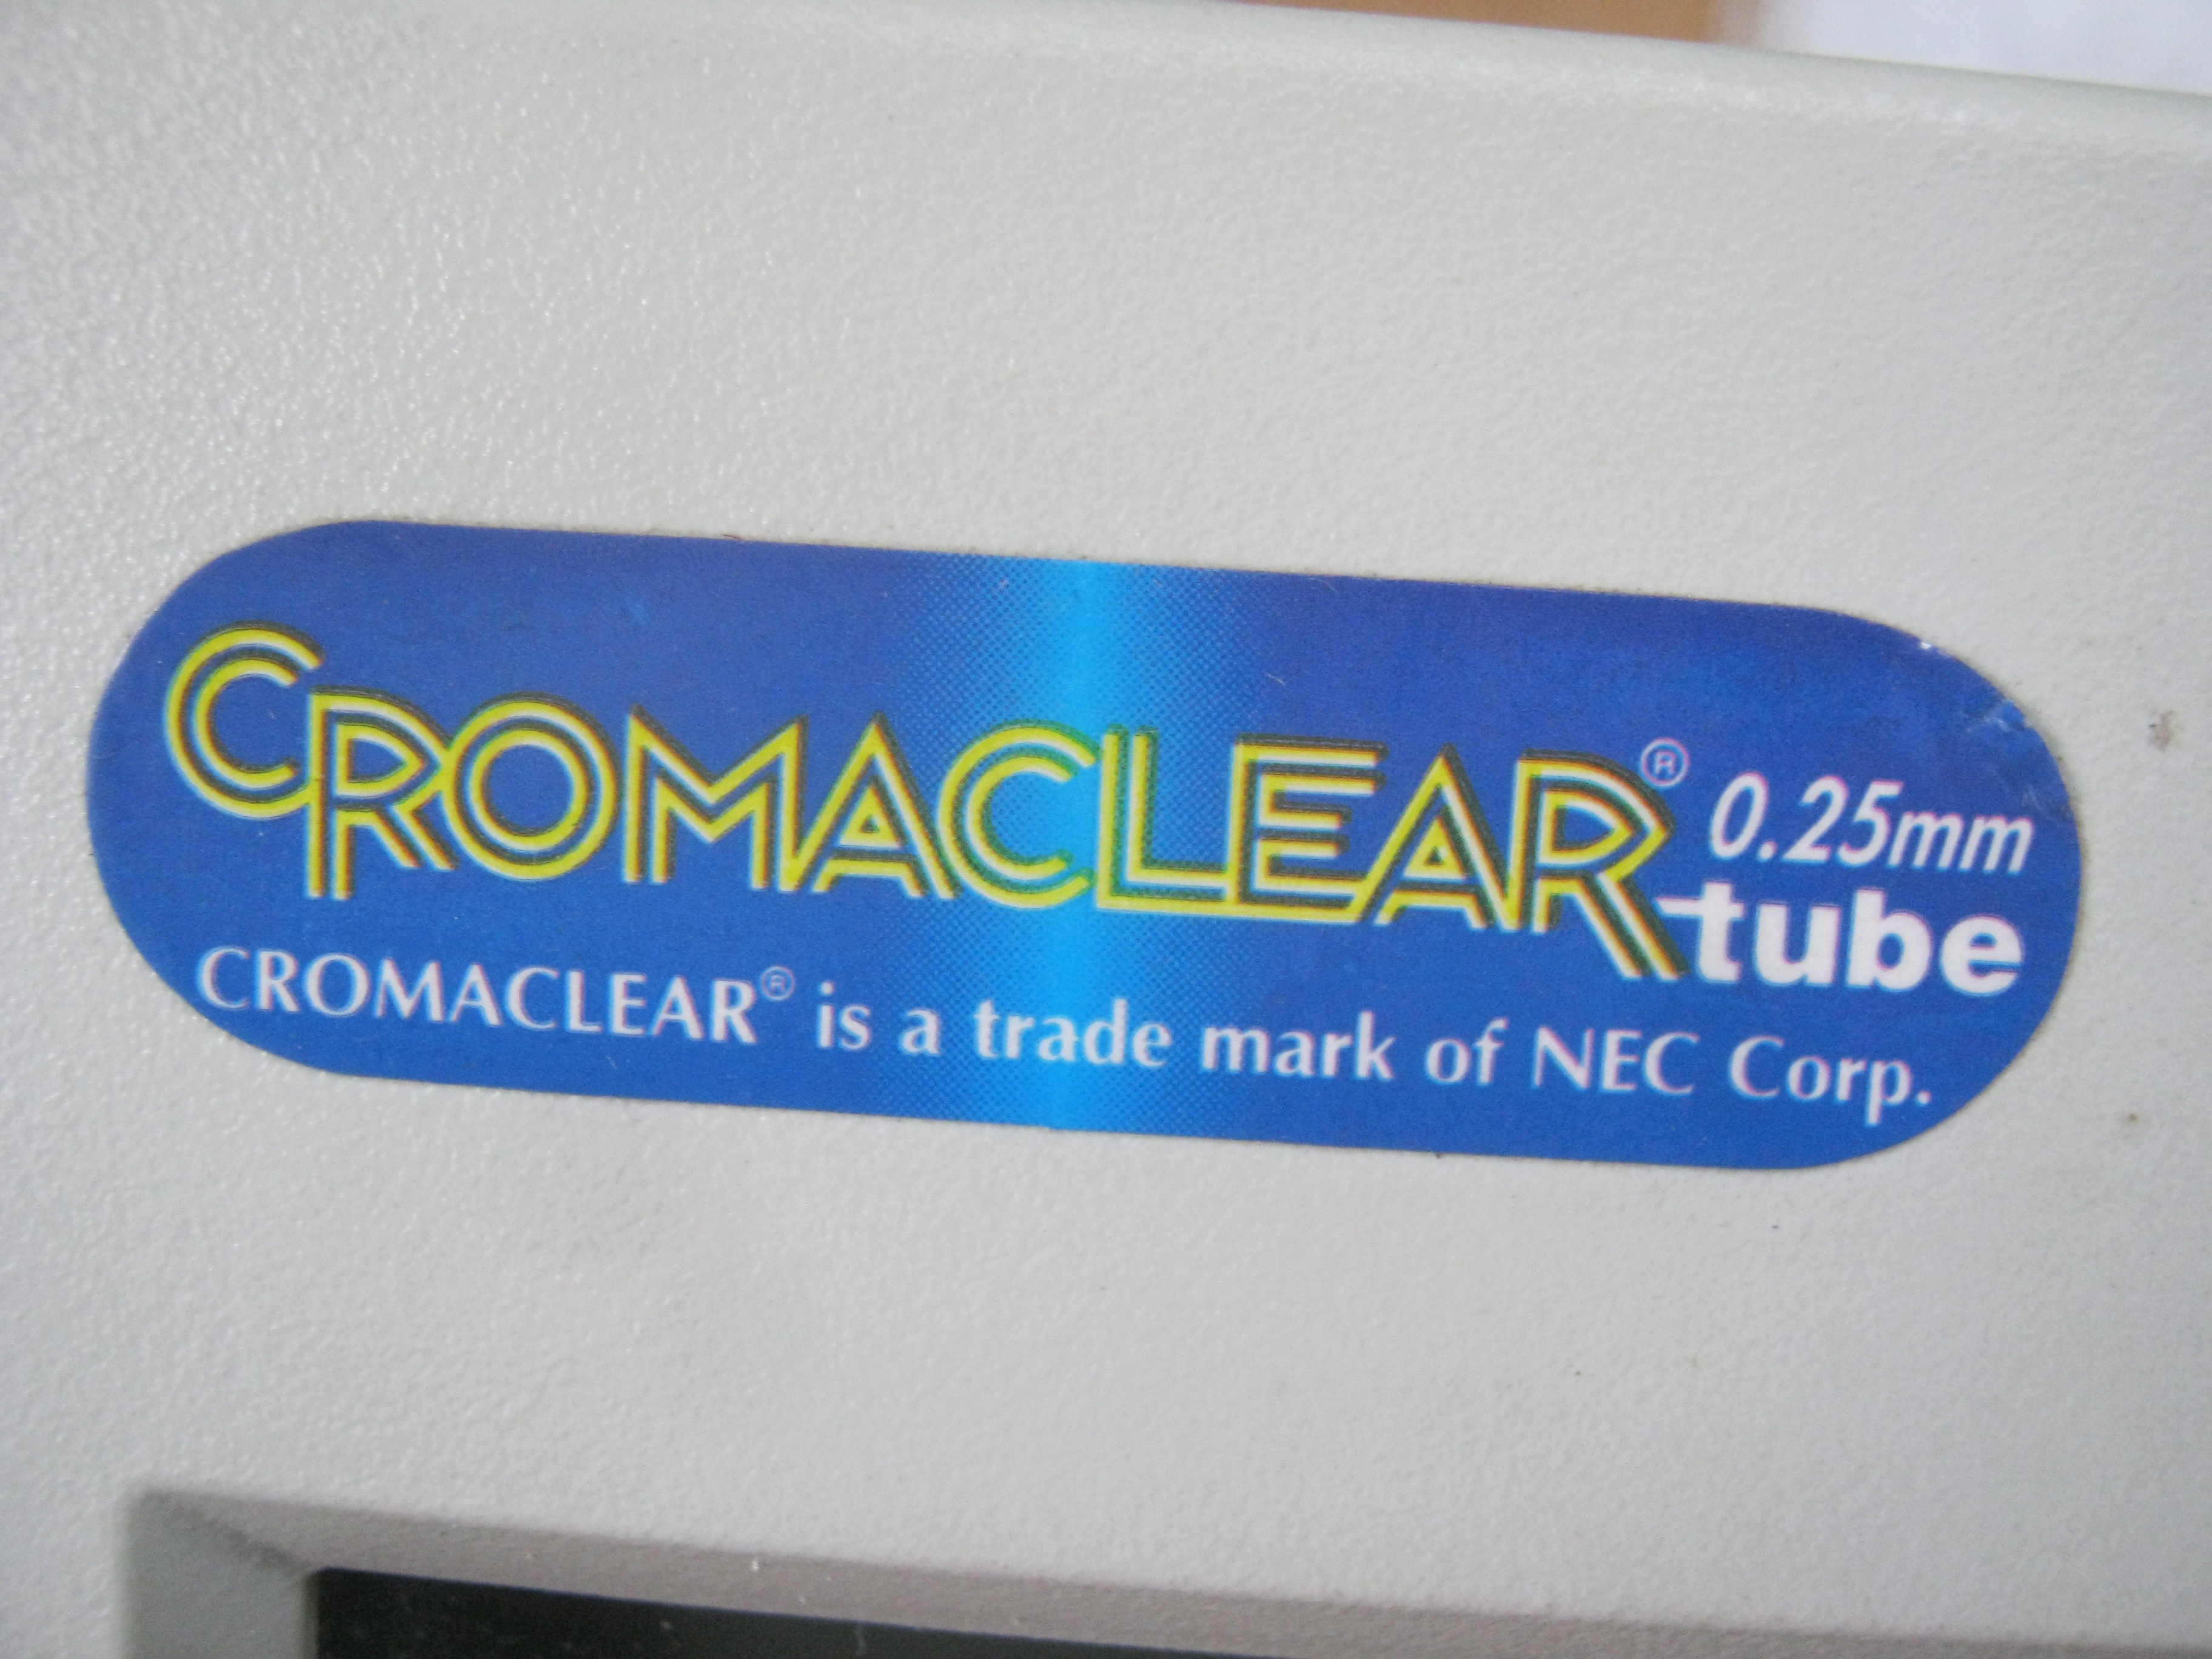 CROMACLEAR® 0.25mm
tube
CROMACLEAR® is a trade mark of NEC Corp.